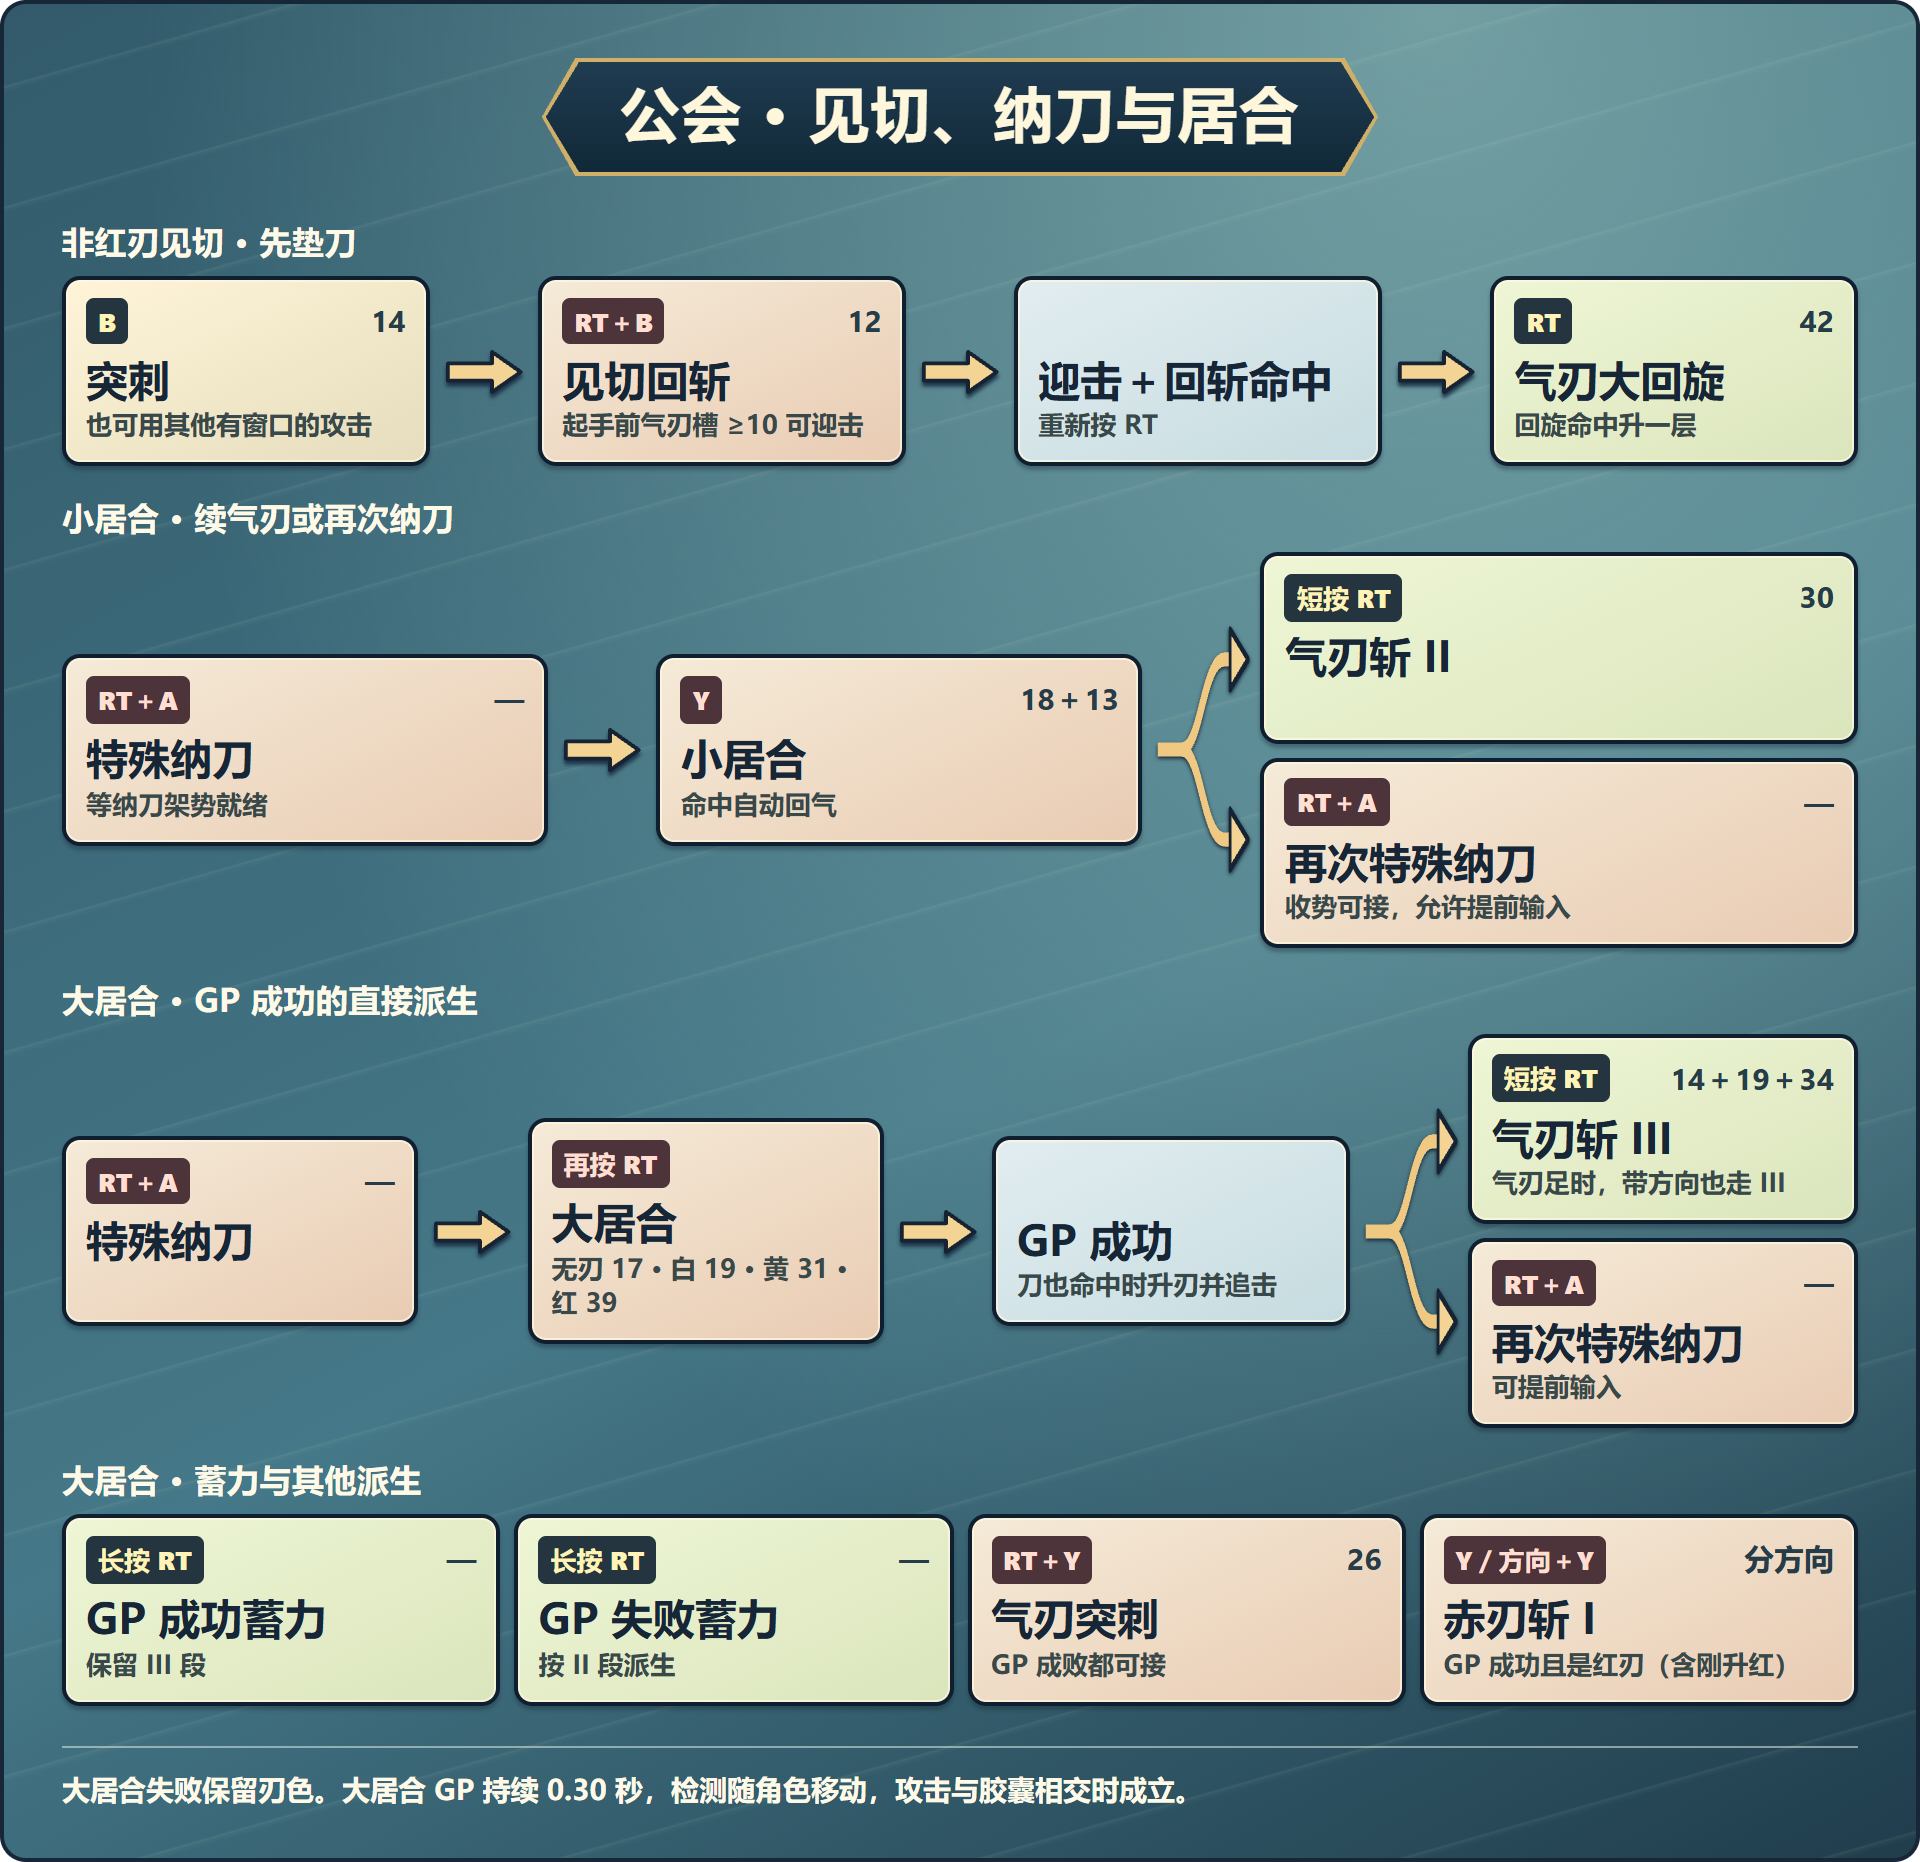 公会・见切、纳刀与居合
非红刃见切・先垫刀
B
14
突刺
也可用其他有窗口的攻击
RT + B
12
见切回斩
起手前气刃槽 ≥10 可迎击
迎击 + 回斩命中
重新按 RT
RT
42
气刃大回旋
回旋命中升一层
小居合・续气刃或再次纳刀
RT + A
—
特殊纳刀
等纳刀架势就绪
Y
18 + 13
小居合
命中自动回气
短按 RT
30
气刃斩 II
RT + A
—
再次特殊纳刀
收势可接，允许提前输入
大居合・GP 成功的直接派生
RT + A
—
特殊纳刀
再按 RT
大居合
无刃 17・白 19・黄 31・
红 39
GP 成功
刀也命中时升刃并追击
短按 RT
14 + 19 + 34
气刃斩 III
气刃足时，带方向也走 III
RT + A
—
再次特殊纳刀
可提前输入
大居合・蓄力与其他派生
长按 RT
—
GP 成功蓄力
保留 III 段
长按 RT
—
GP 失败蓄力
按 II 段派生
RT + Y
26
气刃突刺
GP 成败都可接
Y / 方向 + Y
分方向
赤刃斩 I
GP 成功且是红刃（含刚升红）
大居合失败保留刃色。大居合 GP 持续 0.30 秒，检测随角色移动，攻击与胶囊相交时成立。